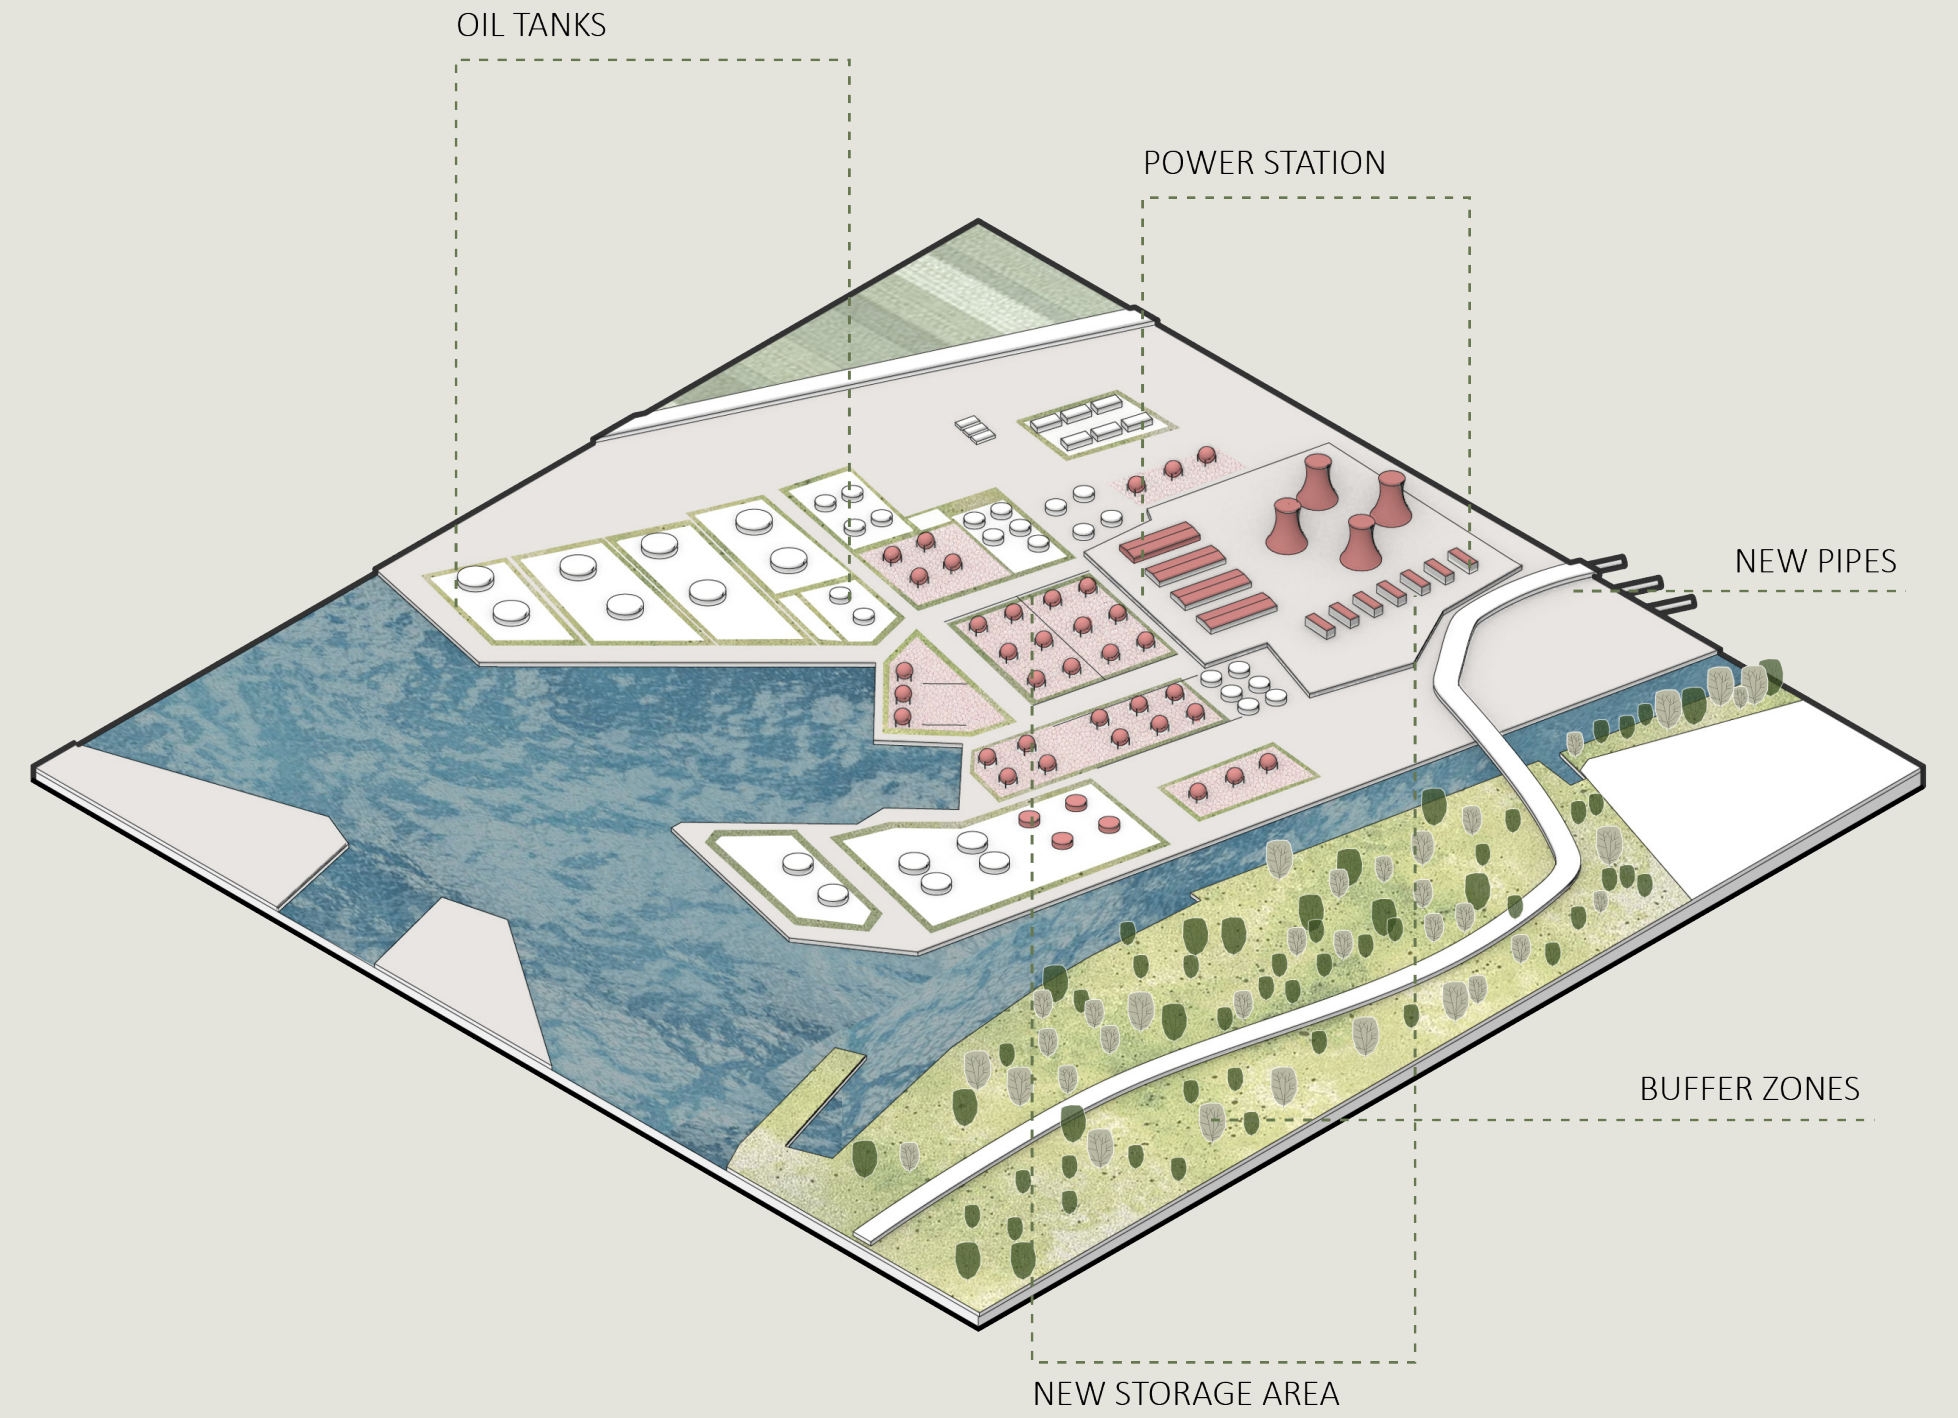 OIL TANKS
POWER STATION
NEW PIPES
BUFFER ZONES
NEW STORAGE AREA